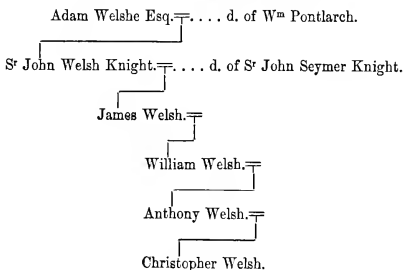 Adam Welshe Esq.=. . . . d. of Wm Pontlarch.
Sr John Welsh Knight.=. . . . d. of Sr John Seymer Knight.
James Welsh.=
William Welsh.=
Anthony Welsh.=
Christopher Welsh.